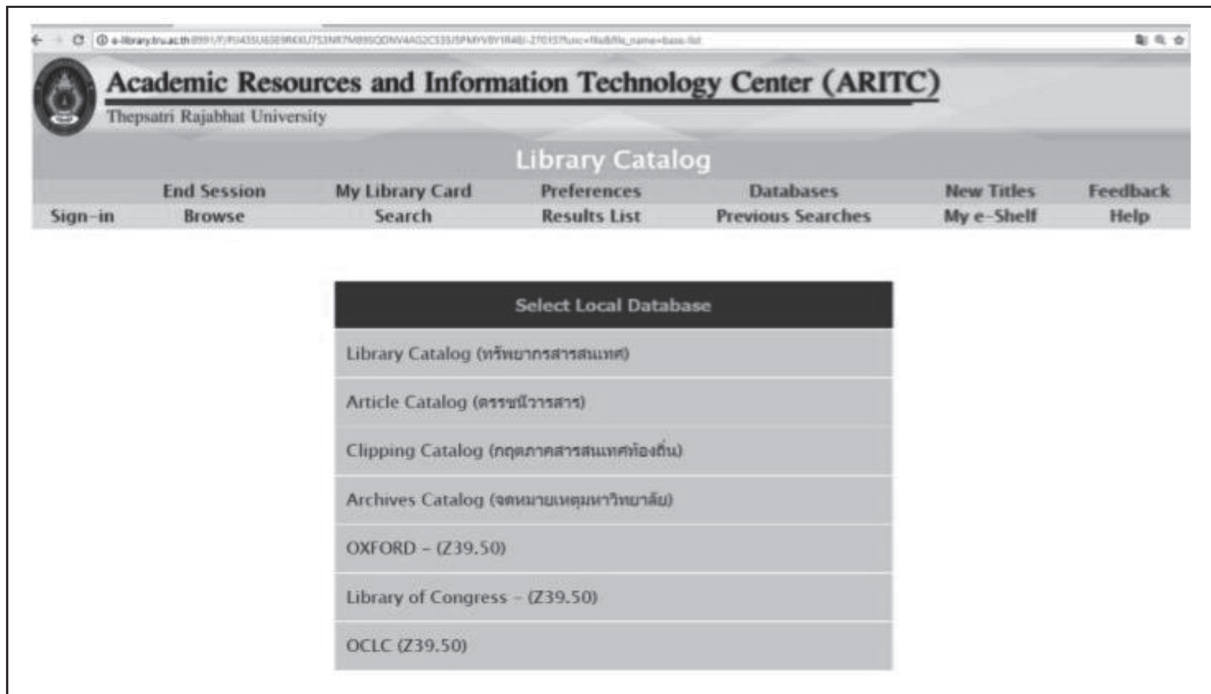 e-library.tru.ac.th
Academic Resources and Information Technology Center (ARITC)
Thepsatri Rajabhat University
Library Catalog
End Session My Library Card Preferences Databases New Titles Feedback
Sign-in Browse Search Results List Previous Searches My e-Shelf Help
Select Local Database
Library Catalog (ทรัพยากรสารสนเทศ)
Article Catalog (ดรรชนีวารสาร)
Clipping Catalog (กฤตภาคสารสนเทศท้องถิ่น)
Archives Catalog (จดหมายเหตุมหาวิทยาลัย)
OXFORD - (Z39.50)
Library of Congress - (Z39.50)
OCLC (Z39.50)